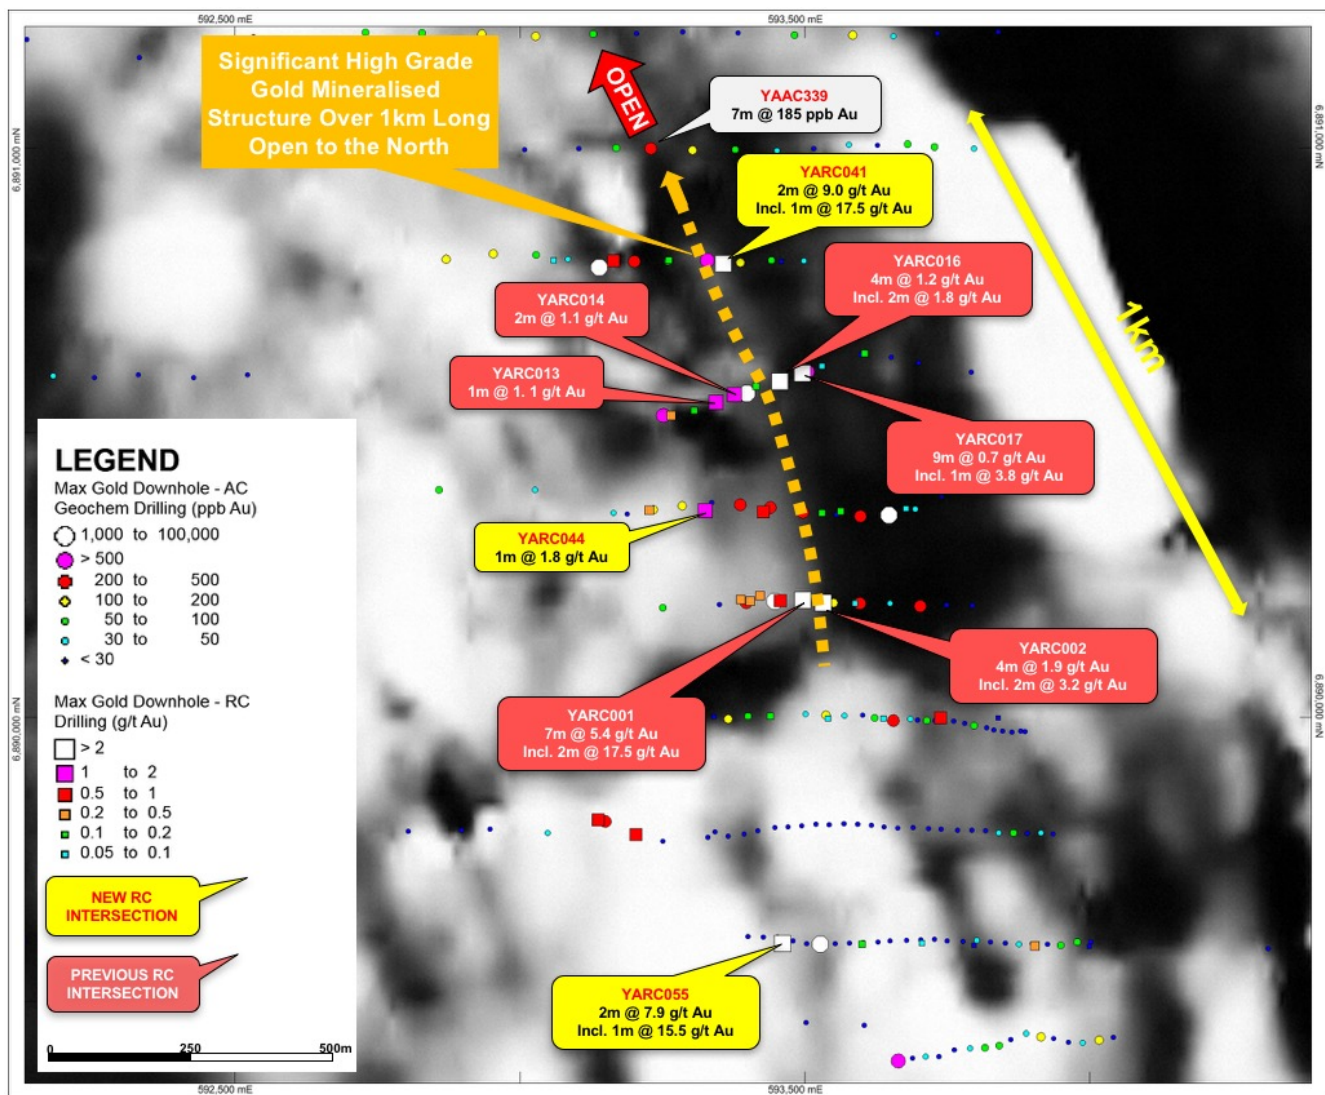 592,500 mE
593,500 mE
Significant High Grade
Gold Mineralised
Structure Over 1km Long
Open to the North
OPEN
YAAC339
7m @ 185 ppb Au
6,891,000 mN
6,891,000 mN
YARC041
2m @ 9.0 g/t Au
Incl. 1m @ 17.5 g/t Au
YARC016
4m @ 1.2 g/t Au
Incl. 2m @ 1.8 g/t Au
YARC014
2m @ 1.1 g/t Au
1km
YARC013
1m @ 1. 1 g/t Au
YARC017
9m @ 0.7 g/t Au
Incl. 1m @ 3.8 g/t Au
YARC044
1m @ 1.8 g/t Au
YARC002
4m @ 1.9 g/t Au
Incl. 2m @ 3.2 g/t Au
YARC001
7m @ 5.4 g/t Au
Incl. 2m @ 17.5 g/t Au
6,890,000 mN
6,890,000 mN
YARC055
2m @ 7.9 g/t Au
Incl. 1m @ 15.5 g/t Au
LEGEND
Max Gold Downhole - AC
Geochem Drilling (ppb Au)
1,000 to 100,000
> 500
200 to 500
100 to 200
50 to 100
30 to 50
< 30
Max Gold Downhole - RC
Drilling (g/t Au)
> 2
1 to 2
0.5 to 1
0.2 to 0.5
0.1 to 0.2
0.05 to 0.1
NEW RC
INTERSECTION
PREVIOUS RC
INTERSECTION
0 250 500m
592,500 mE
593,500 mE